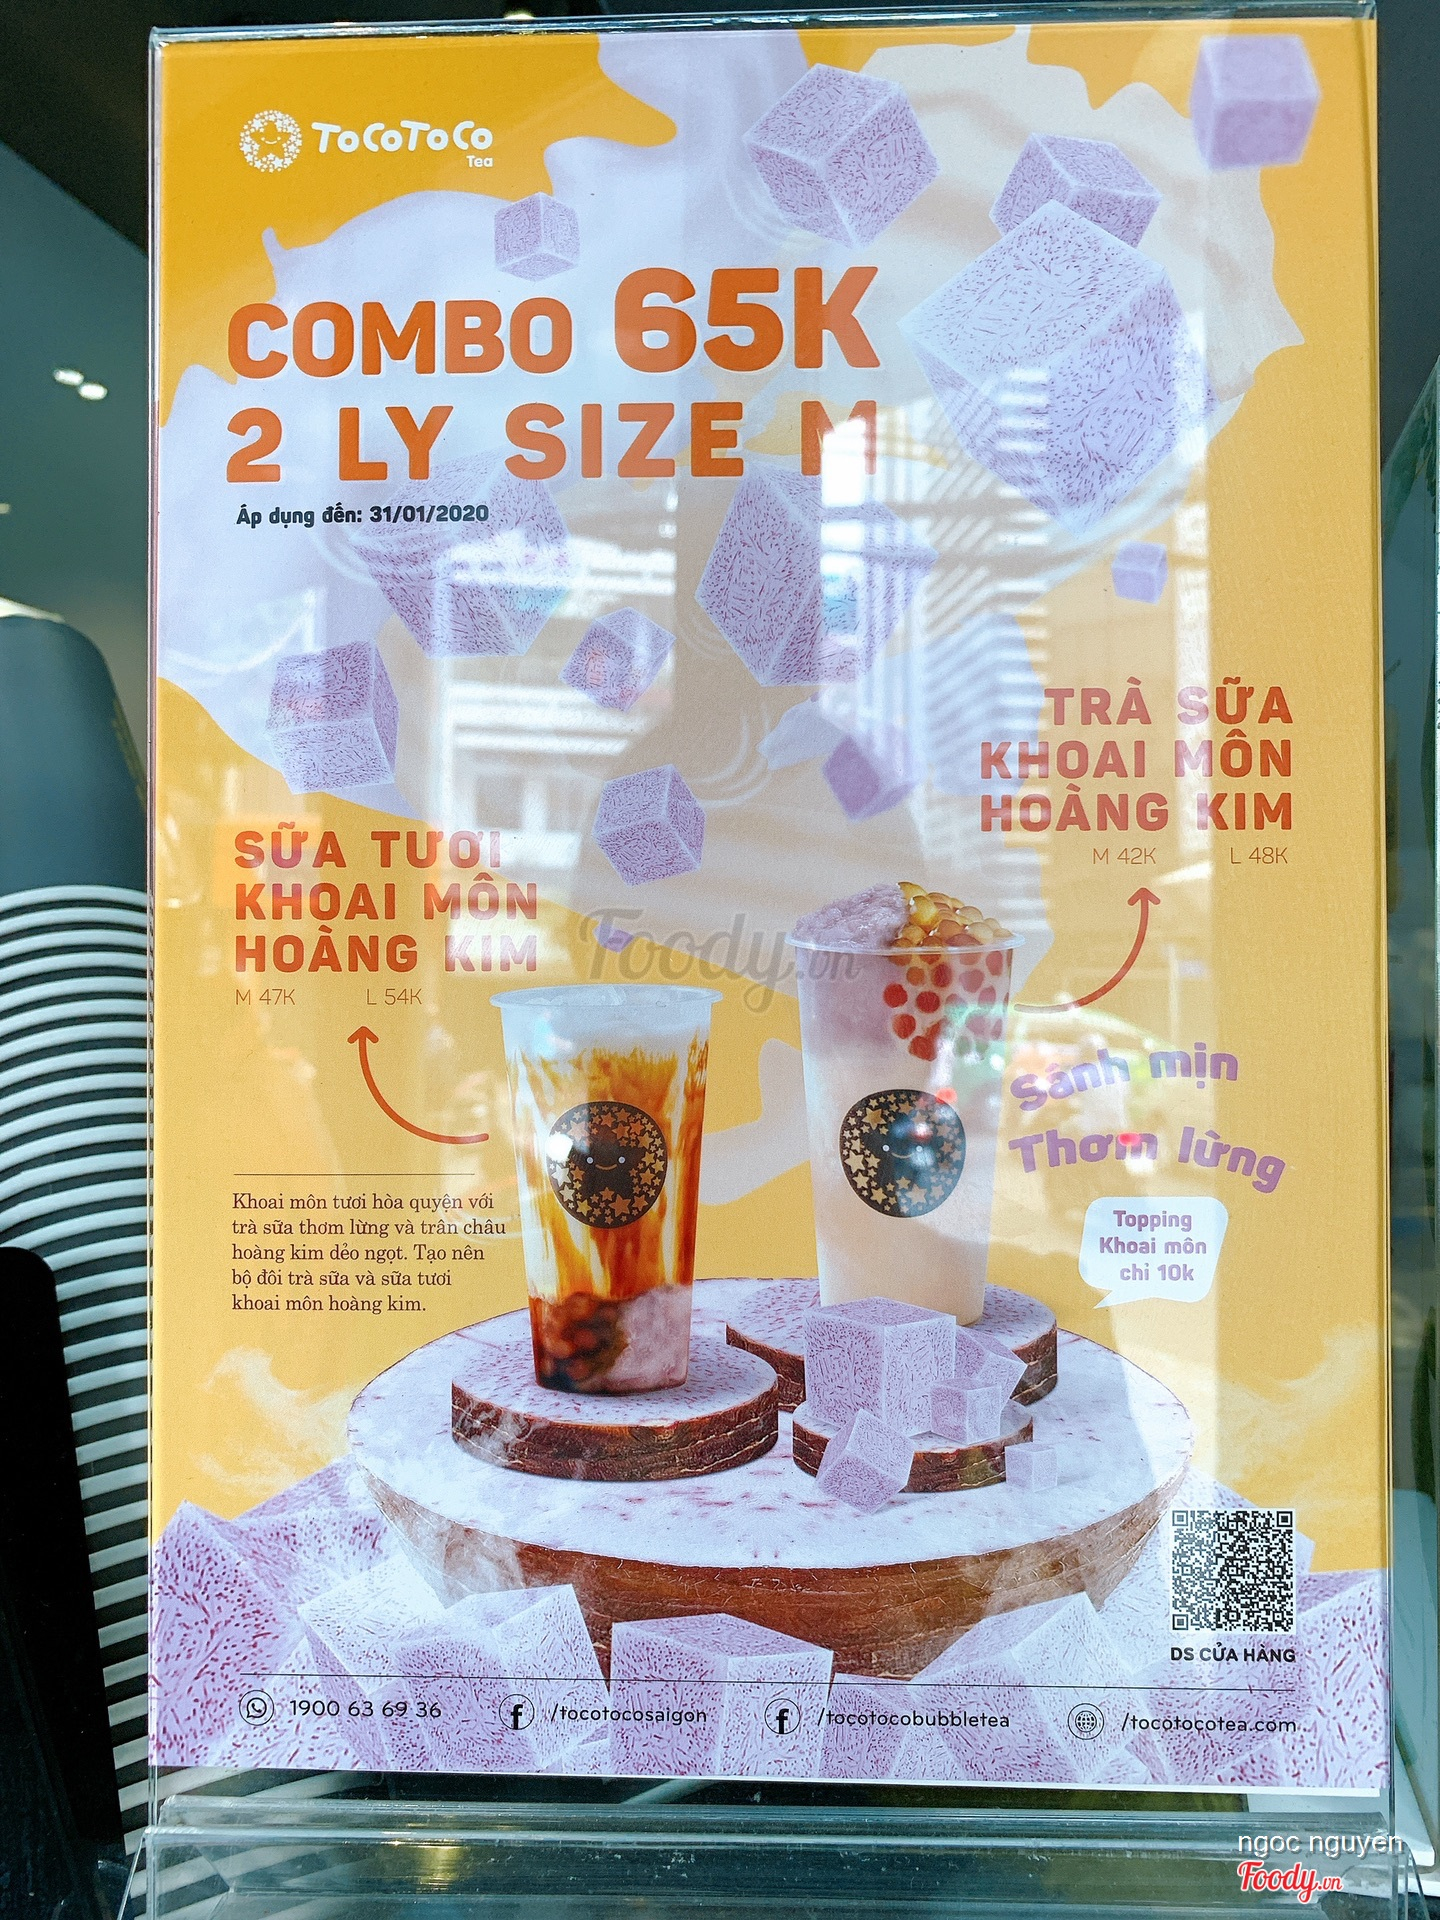 ToCoToCo
Tea
COMBO 65K
2 LY SIZE M
Áp dụng đến: 31/01/2020
TRÀ SỮA
KHOAI MÔN
HOÀNG KIM
M 42K L 48K
SỮA TƯƠI
KHOAI MÔN
HOÀNG KIM
M 47K L 54K
Foody.vn
Sánh mịn
Thơm lừng
Topping
Khoai môn
chỉ 10k
Khoai môn tươi hòa quyện với
trà sữa thơm lừng và trân châu
hoàng kim dẻo ngọt. Tạo nên
bộ đôi trà sữa và sữa tươi
khoai môn hoàng kim.
DS CỬA HÀNG
1900 63 69 36 /tocotocosaigon /tocotocobubbletea /tocotocotea.com
ngoc nguyen
Foody.vn